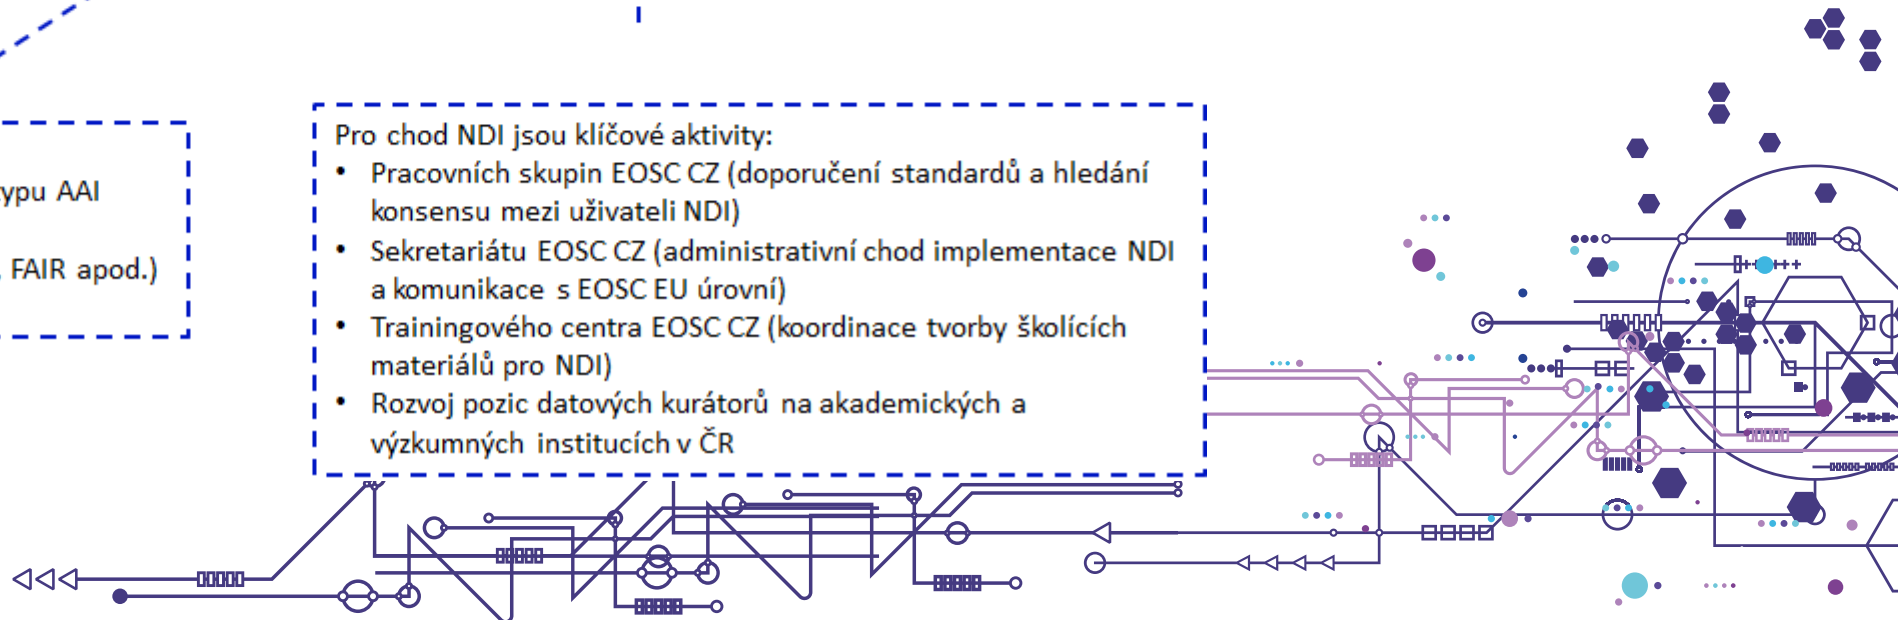 ypu AAI
FAIR apod.)
Pro chod NDI jsou klíčové aktivity:
• Pracovních skupin EOSC CZ (doporučení standardů a hledání
konsensu mezi uživateli NDI)
• Sekretariátu EOSC CZ (administrativní chod implementace NDI
a komunikace s EOSC EU úrovní)
• Trainingového centra EOSC CZ (koordinace tvorby školících
materiálů pro NDI)
• Rozvoj pozic datových kurátorů na akademických a
výzkumných institucích v ČR